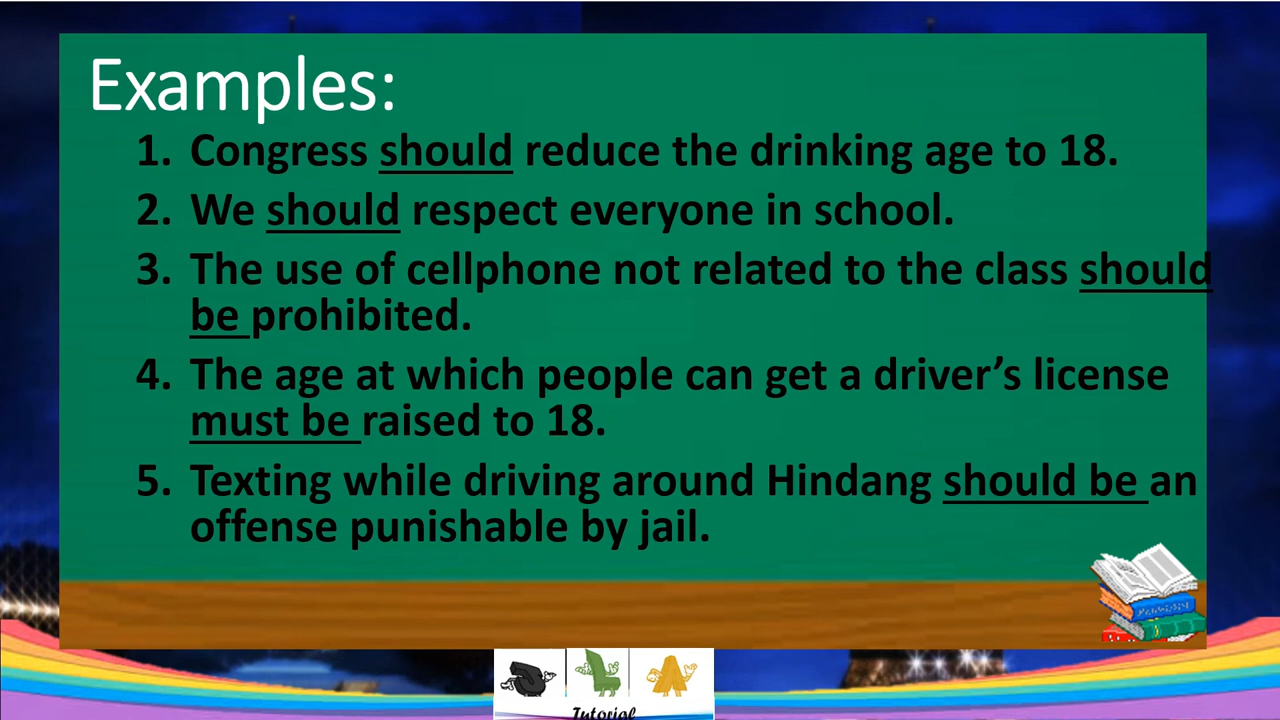 Examples:
1. Congress should reduce the drinking age to 18.
2. We should respect everyone in school.
3. The use of cellphone not related to the class should
be prohibited.
4. The age at which people can get a driver’s license
must be raised to 18.
5. Texting while driving around Hindang should be an
offense punishable by jail.
Tutorial